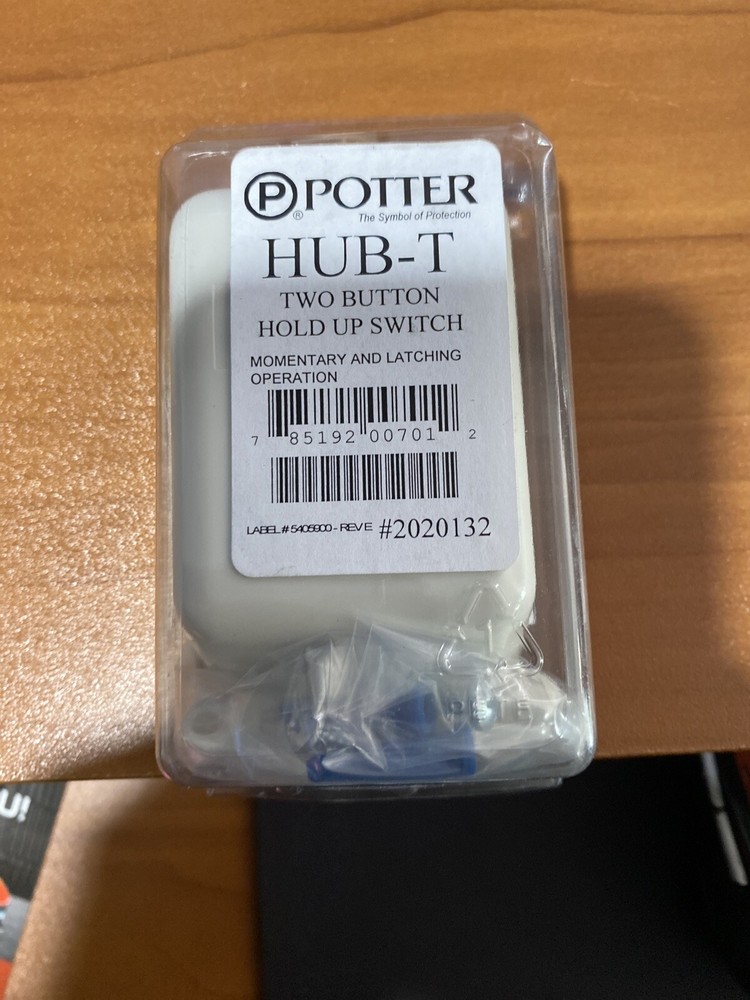 P POTTER
®
The Symbol of Protection
HUB-T
TWO BUTTON
HOLD UP SWITCH
MOMENTARY AND LATCHING
OPERATION
7 85192 00701 2
LABEL # 5405900 - REV E #2020132
PETE
U!